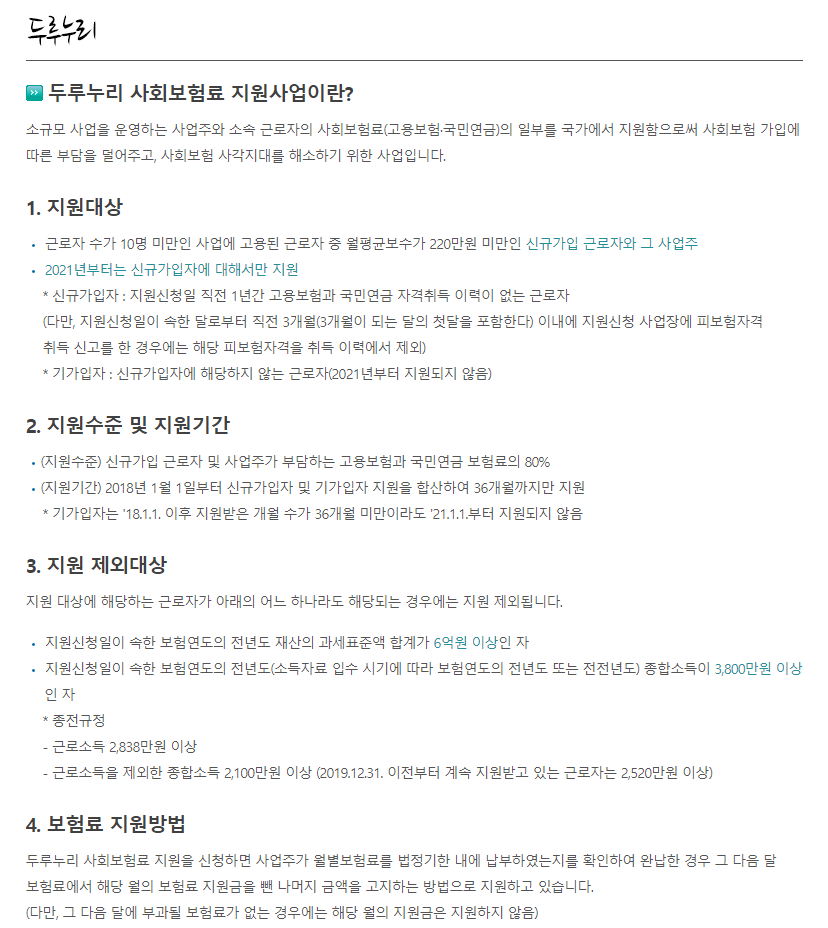 두루누리
두루누리 사회보험료 지원사업이란?
소규모 사업을 운영하는 사업주와 소속 근로자의 사회보험료(고용보험·국민연금)의 일부를 국가에서 지원함으로써 사회보험 가입에
따른 부담을 덜어주고, 사회보험 사각지대를 해소하기 위한 사업입니다.
1. 지원대상
• 근로자 수가 10명 미만인 사업에 고용된 근로자 중 월평균보수가 220만원 미만인 신규가입 근로자와 그 사업주
• 2021년부터는 신규가입자에 대해서만 지원
* 신규가입자 : 지원신청일 직전 1년간 고용보험과 국민연금 자격취득 이력이 없는 근로자
(다만, 지원신청일이 속한 달로부터 직전 3개월(3개월이 되는 달의 첫달을 포함한다) 이내에 지원신청 사업장에 피보험자격
취득 신고를 한 경우에는 해당 피보험자격을 취득 이력에서 제외)
* 기가입자 : 신규가입자에 해당하지 않는 근로자(2021년부터 지원되지 않음)
2. 지원수준 및 지원기간
• (지원수준) 신규가입 근로자 및 사업주가 부담하는 고용보험과 국민연금 보험료의 80%
• (지원기간) 2018년 1월 1일부터 신규가입자 및 기가입자 지원을 합산하여 36개월까지만 지원
* 기가입자는 '18.1.1. 이후 지원받은 개월 수가 36개월 미만이라도 '21.1.1.부터 지원되지 않음
3. 지원 제외대상
지원 대상에 해당하는 근로자가 아래의 어느 하나라도 해당되는 경우에는 지원 제외됩니다.
• 지원신청일이 속한 보험연도의 전년도 재산의 과세표준액 합계가 6억원 이상인 자
• 지원신청일이 속한 보험연도의 전년도(소득자료 입수 시기에 따라 보험연도의 전년도 또는 전전년도) 종합소득이 3,800만원 이상
인 자
* 종전규정
- 근로소득 2,838만원 이상
- 근로소득을 제외한 종합소득 2,100만원 이상 (2019.12.31. 이전부터 계속 지원받고 있는 근로자는 2,520만원 이상)
4. 보험료 지원방법
두루누리 사회보험료 지원을 신청하면 사업주가 월별보험료를 법정기한 내에 납부하였는지를 확인하여 완납한 경우 그 다음 달
보험료에서 해당 월의 보험료 지원금을 뺀 나머지 금액을 고지하는 방법으로 지원하고 있습니다.
(다만, 그 다음 달에 부과될 보험료가 없는 경우에는 해당 월의 지원금은 지원하지 않음)